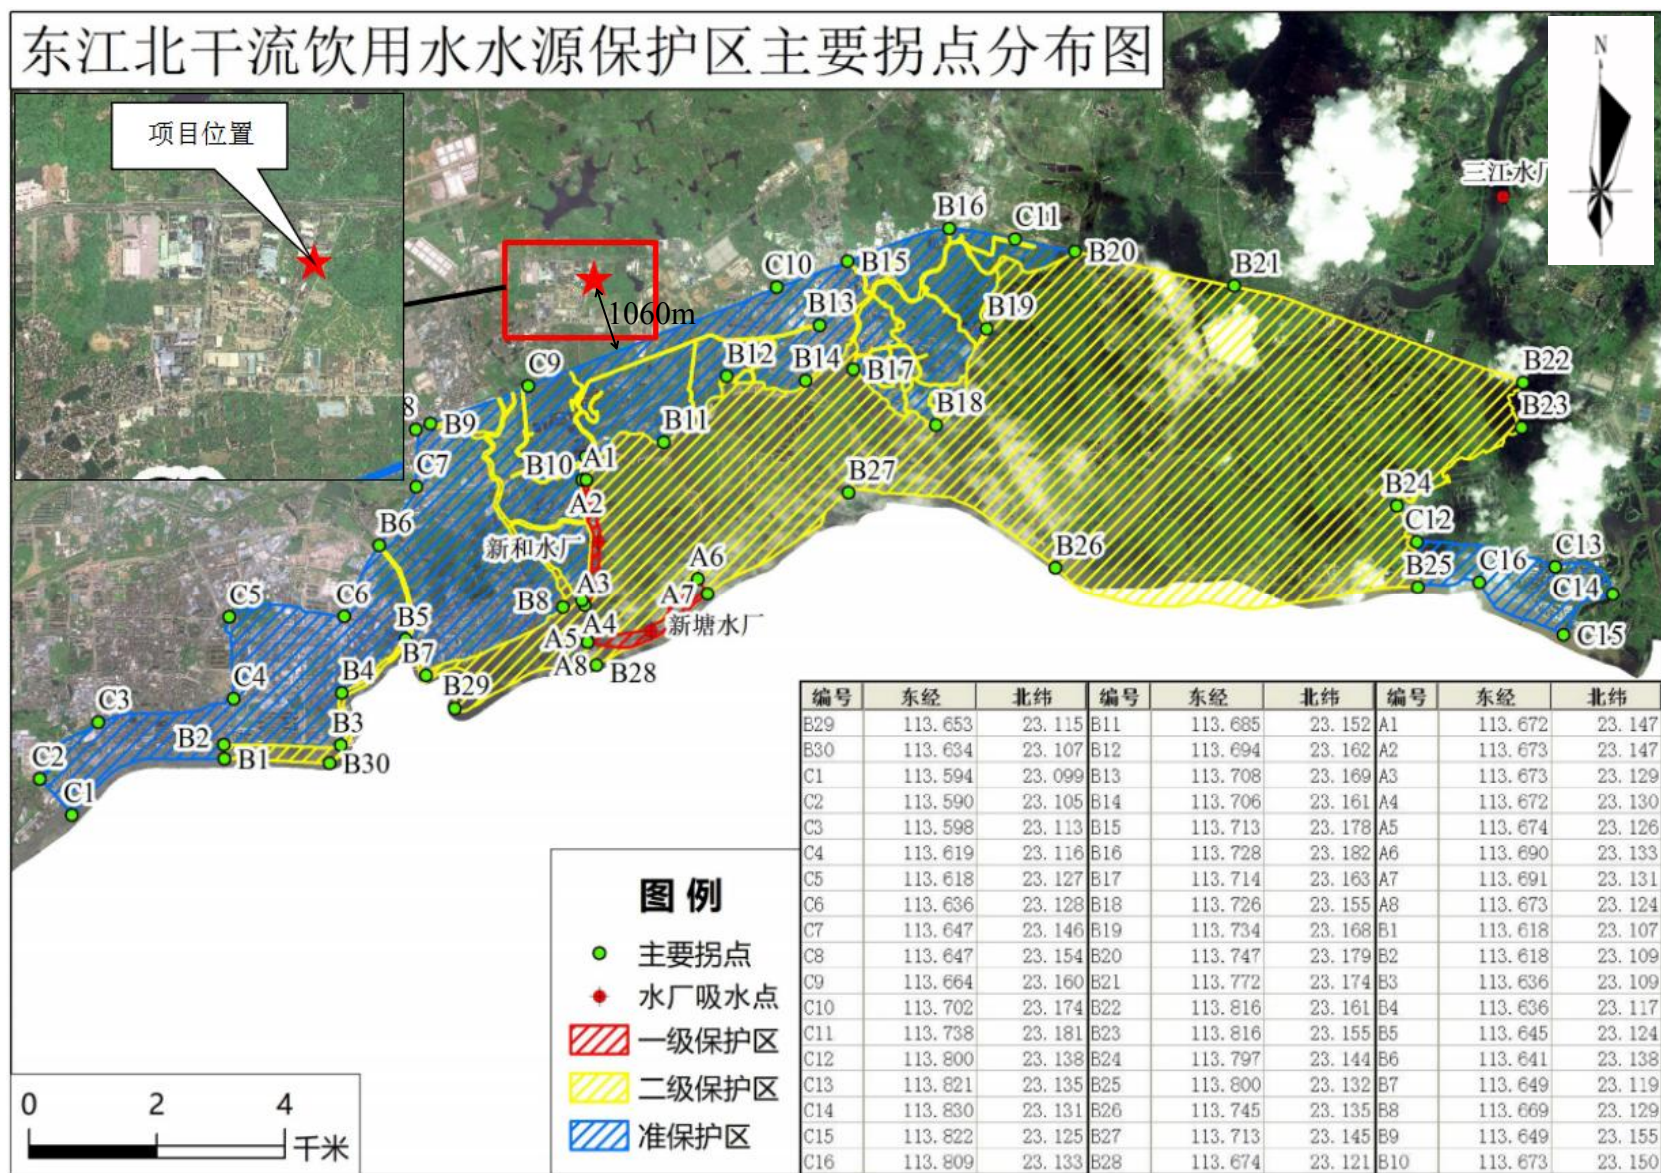 东江北干流饮用水水源保护区主要拐点分布图
项目位置
N
三江水厂
1060m
B16
C11
B20
B21
B15
C10
B13
B19
C9
B12
B14
B17
B22
8
B9
B18
B23
B11
C7
B10
A1
B27
B24
A2
C12
B6
新和水厂
A6
B26
B25
C16
C13
C14
C5
C6
A3
B8
A7
B5
A4
新塘水厂
A5
C15
B7
A8
B28
C4
B4
B29
C3
B2
B3
C2
B1
B30
C1
图例
主要拐点
水厂吸水点
一级保护区
二级保护区
准保护区
0 2 4
千米
编号 东经 北纬 编号 东经 北纬 编号 东经 北纬
B29 113.653 23.115 B11 113.685 23.152 A1 113.672 23.147
B30 113.634 23.107 B12 113.694 23.162 A2 113.673 23.147
C1 113.594 23.099 B13 113.708 23.169 A3 113.673 23.129
C2 113.590 23.105 B14 113.706 23.161 A4 113.672 23.130
C3 113.598 23.113 B15 113.713 23.178 A5 113.674 23.126
C4 113.619 23.116 B16 113.728 23.182 A6 113.690 23.133
C5 113.618 23.127 B17 113.714 23.163 A7 113.691 23.131
C6 113.636 23.128 B18 113.726 23.155 A8 113.673 23.124
C7 113.647 23.146 B19 113.734 23.168 B1 113.618 23.107
C8 113.647 23.154 B20 113.747 23.179 B2 113.618 23.109
C9 113.664 23.160 B21 113.772 23.174 B3 113.636 23.109
C10 113.702 23.174 B22 113.816 23.161 B4 113.636 23.117
C11 113.738 23.181 B23 113.816 23.155 B5 113.645 23.124
C12 113.800 23.138 B24 113.797 23.144 B6 113.641 23.138
C13 113.821 23.135 B25 113.800 23.132 B7 113.649 23.119
C14 113.830 23.131 B26 113.745 23.135 B8 113.669 23.129
C15 113.822 23.125 B27 113.713 23.145 B9 113.649 23.155
C16 113.809 23.133 B28 113.674 23.121 B10 113.673 23.150